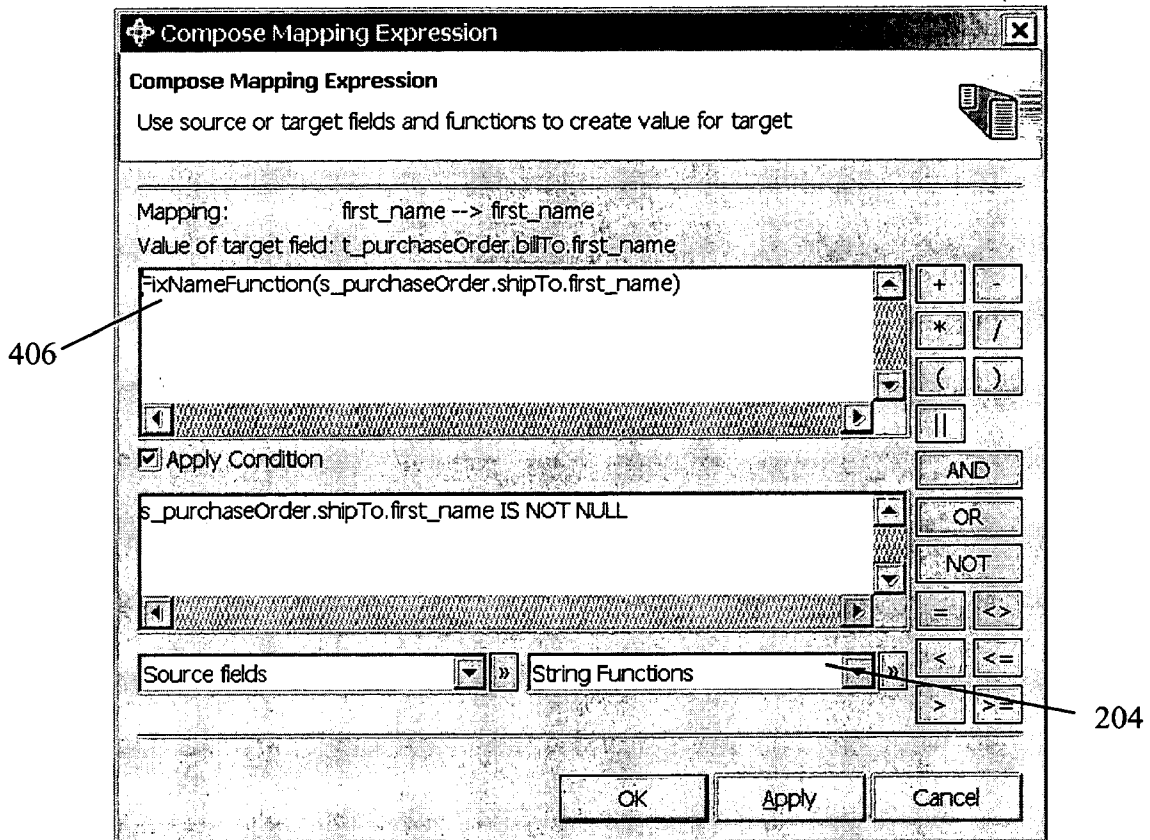 Compose Mapping Expression
Compose Mapping Expression
Use source or target fields and functions to create value for target
Mapping: first_name --> first_name
Value of target field: t_purchaseOrder.billTo.first_name
FixNameFunction(s_purchaseOrder.shipTo.first_name)
+ -
* /
( )
||
406
Apply Condition
AND
s_purchaseOrder.shipTo.first_name IS NOT NULL
OR
NOT
= <>
Source fields » String Functions »
< <=
> >=
204
OK Apply Cancel